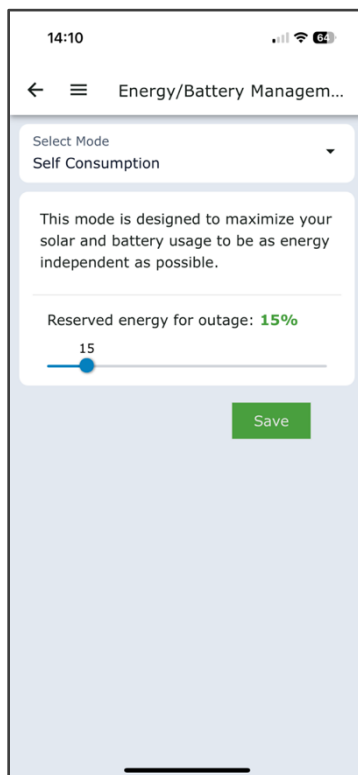 14:10
64
Energy/Battery Managem...
Select Mode
Self Consumption
This mode is designed to maximize your
solar and battery usage to be as energy
independent as possible.
Reserved energy for outage: 15%
15
Save